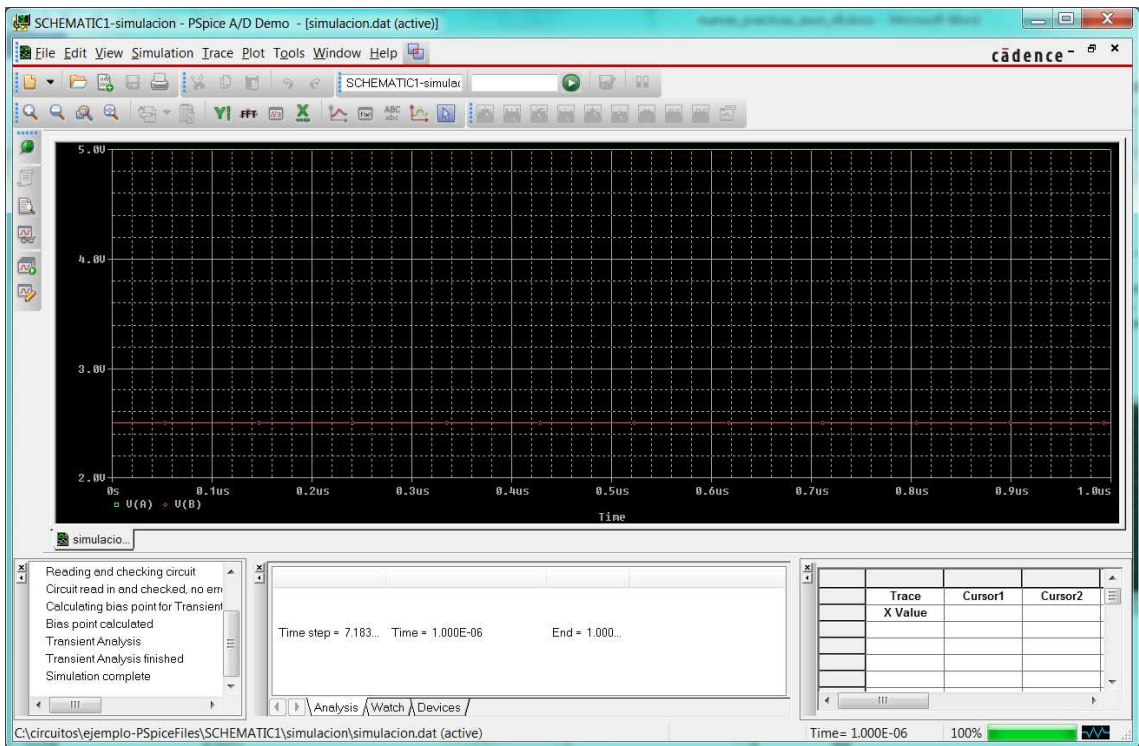 SCHEMATIC1-simulacion - PSpice A/D Demo - [simulacion.dat (active)]
File Edit View Simulation Trace Plot Tools Window Help
cādence
SCHEMATIC1-simulac
5.0V
4.0V
3.0V
2.0V
0s 0.1us 0.2us 0.3us 0.4us 0.5us 0.6us 0.7us 0.8us 0.9us 1.0us
V(A) V(B)
Time
simulacio...
Reading and checking circuit
Circuit read in and checked, no erro
Calculating bias point for Transient
Bias point calculated
Transient Analysis
Transient Analysis finished
Simulation complete
Time step = 7.183... Time = 1.000E-06 End = 1.000...
Analysis Watch Devices
Trace Cursor1 Cursor2
X Value
C:\circuitos\ejemplo-PSpiceFiles\SCHEMATIC1\simulacion\simulacion.dat (active) Time= 1.000E-06 100%